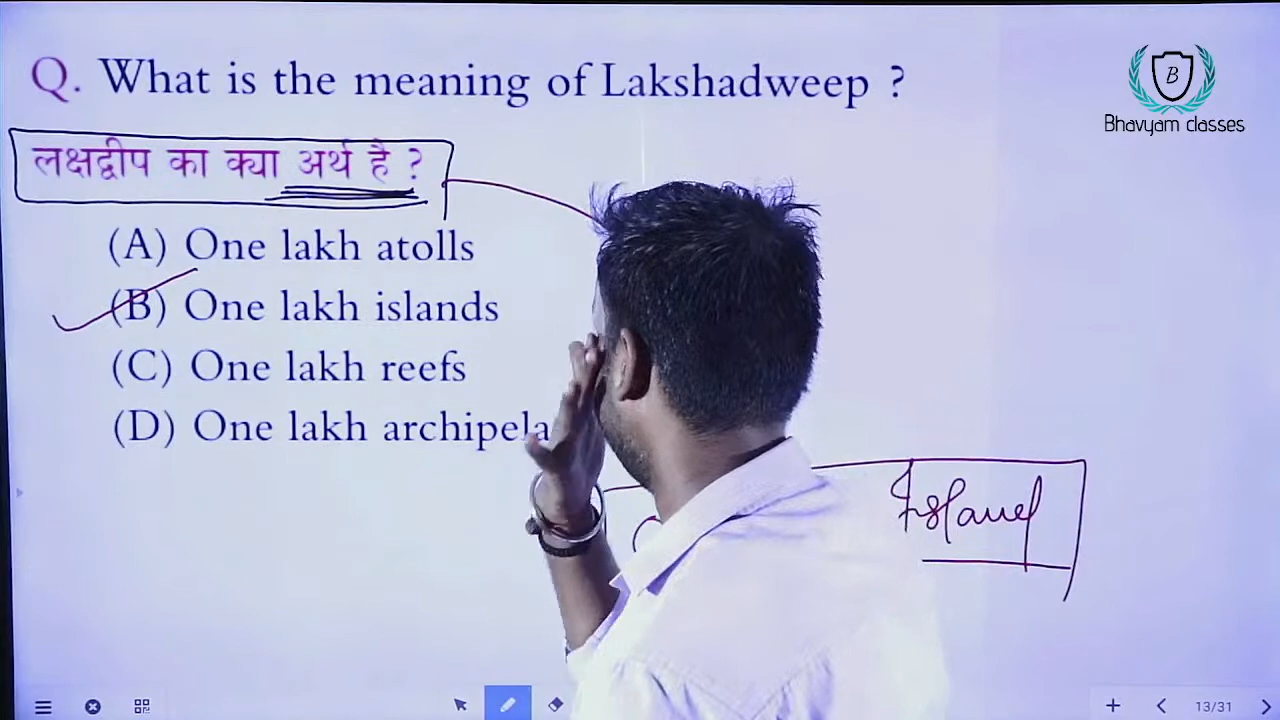 Q. What is the meaning of Lakshadweep ?
B
Bhavyam classes
लक्षद्वीप का क्या अर्थ है ?
(A) One lakh atolls
(B) One lakh islands
(C) One lakh reefs
(D) One lakh archipela
Island
13/31